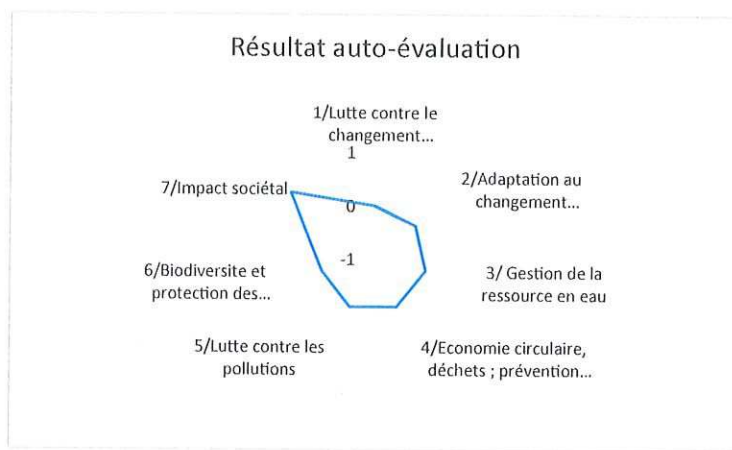 Résultat auto-évaluation
1/Lutte contre le
changement...
1
2/Adaptation au
changement...
7/Impact sociétal
0
3/ Gestion de la
ressource en eau
6/Biodiversite et
protection des...
-1
5/Lutte contre les
pollutions
4/Economie circulaire,
déchets ; prévention...